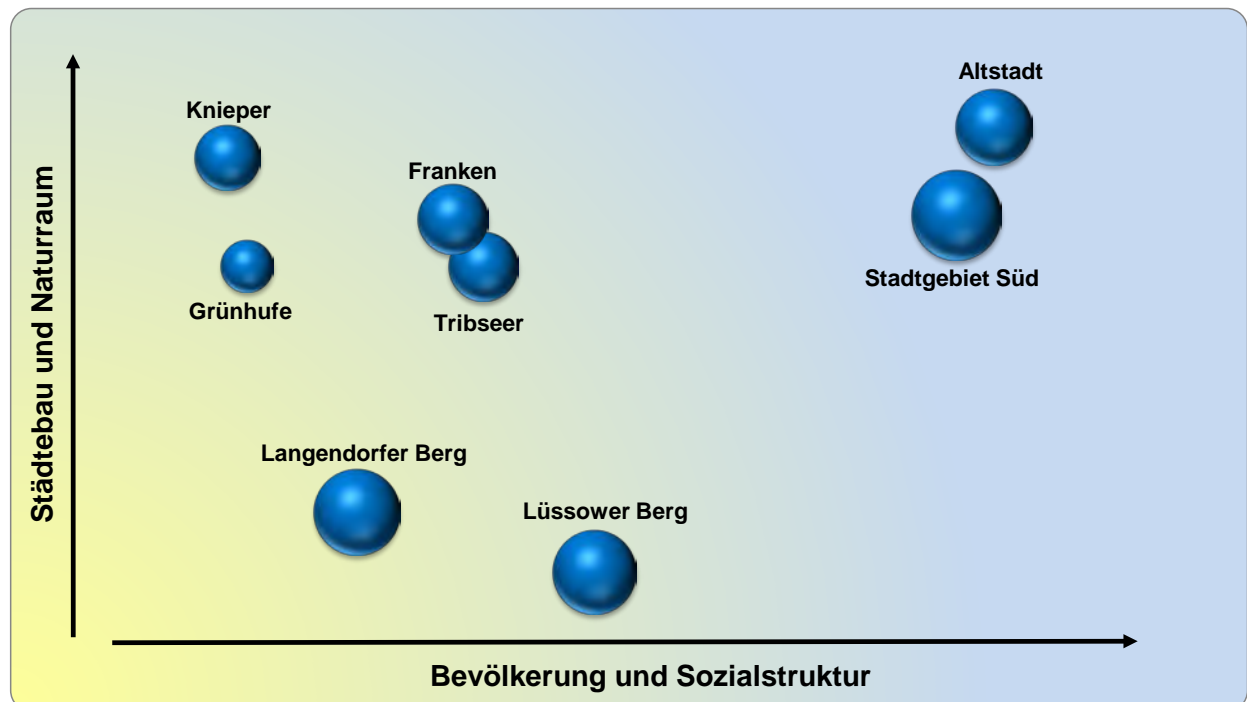 Altstadt
Knieper
Franken
Stadtgebiet Süd
Grünhufe
Tribseer
Langendorfer Berg
Lüssower Berg
Städtebau und Naturraum
Bevölkerung und Sozialstruktur